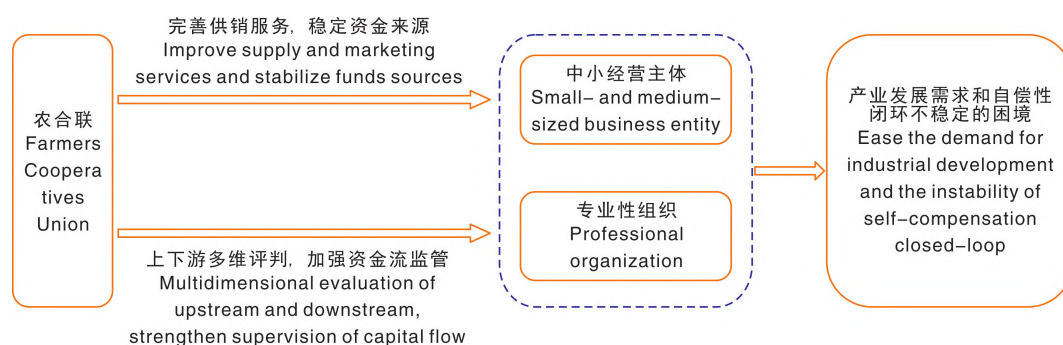 农合联
Farmers
Coopera
tives
Union
完善供销服务，稳定资金来源
Improve supply and marketing
services and stabilize funds sources
上下游多维评判，加强资金流监管
Multidimensional evaluation of
upstream and downstream,
strengthen supervision of capital flow
中小经营主体
Small-and medium-
sized business entity
专业性组织
Professional
organization
产业发展需求和自偿性
闭环不稳定的困境
Ease the demand for
industrial development
and the instability of
self-compensation
closed-loop